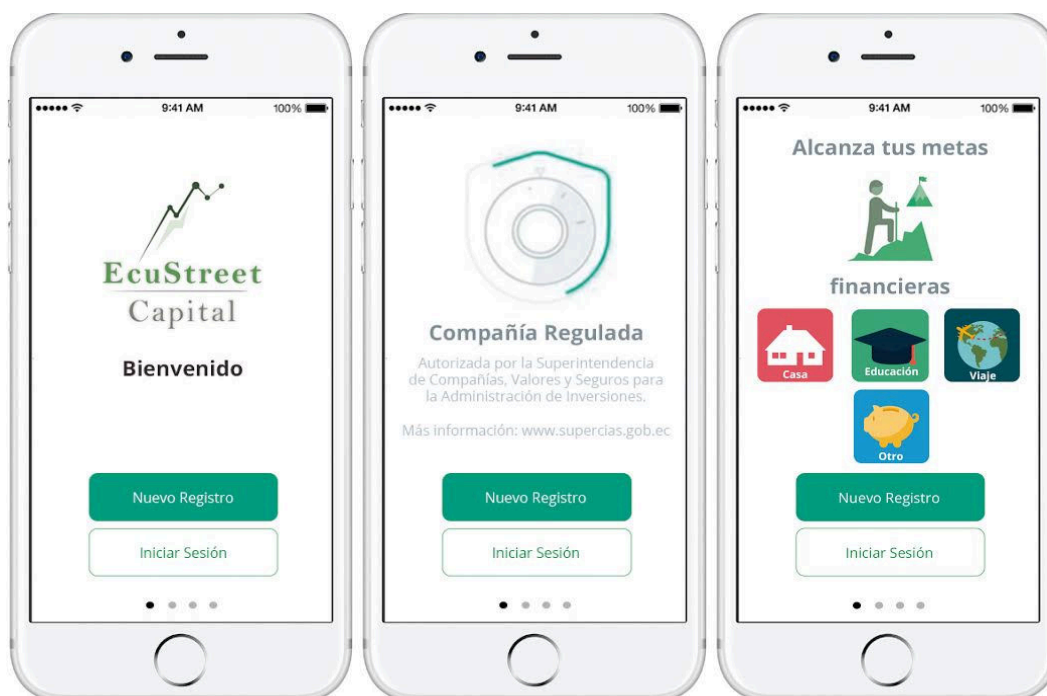 9:41 AM 100%
EcuStreet
Capital
Bienvenido
Nuevo Registro
Iniciar Sesión
9:41 AM 100%
Compañía Regulada
Autorizada por la Superintendencia
de Compañías, Valores y Seguros para
la Administración de Inversiones.
Más información: www.supercias.gob.ec
Nuevo Registro
Iniciar Sesión
9:41 AM 100%
Alcanza tus metas
financieras
Casa
Educación
Viaje
Otro
Nuevo Registro
Iniciar Sesión